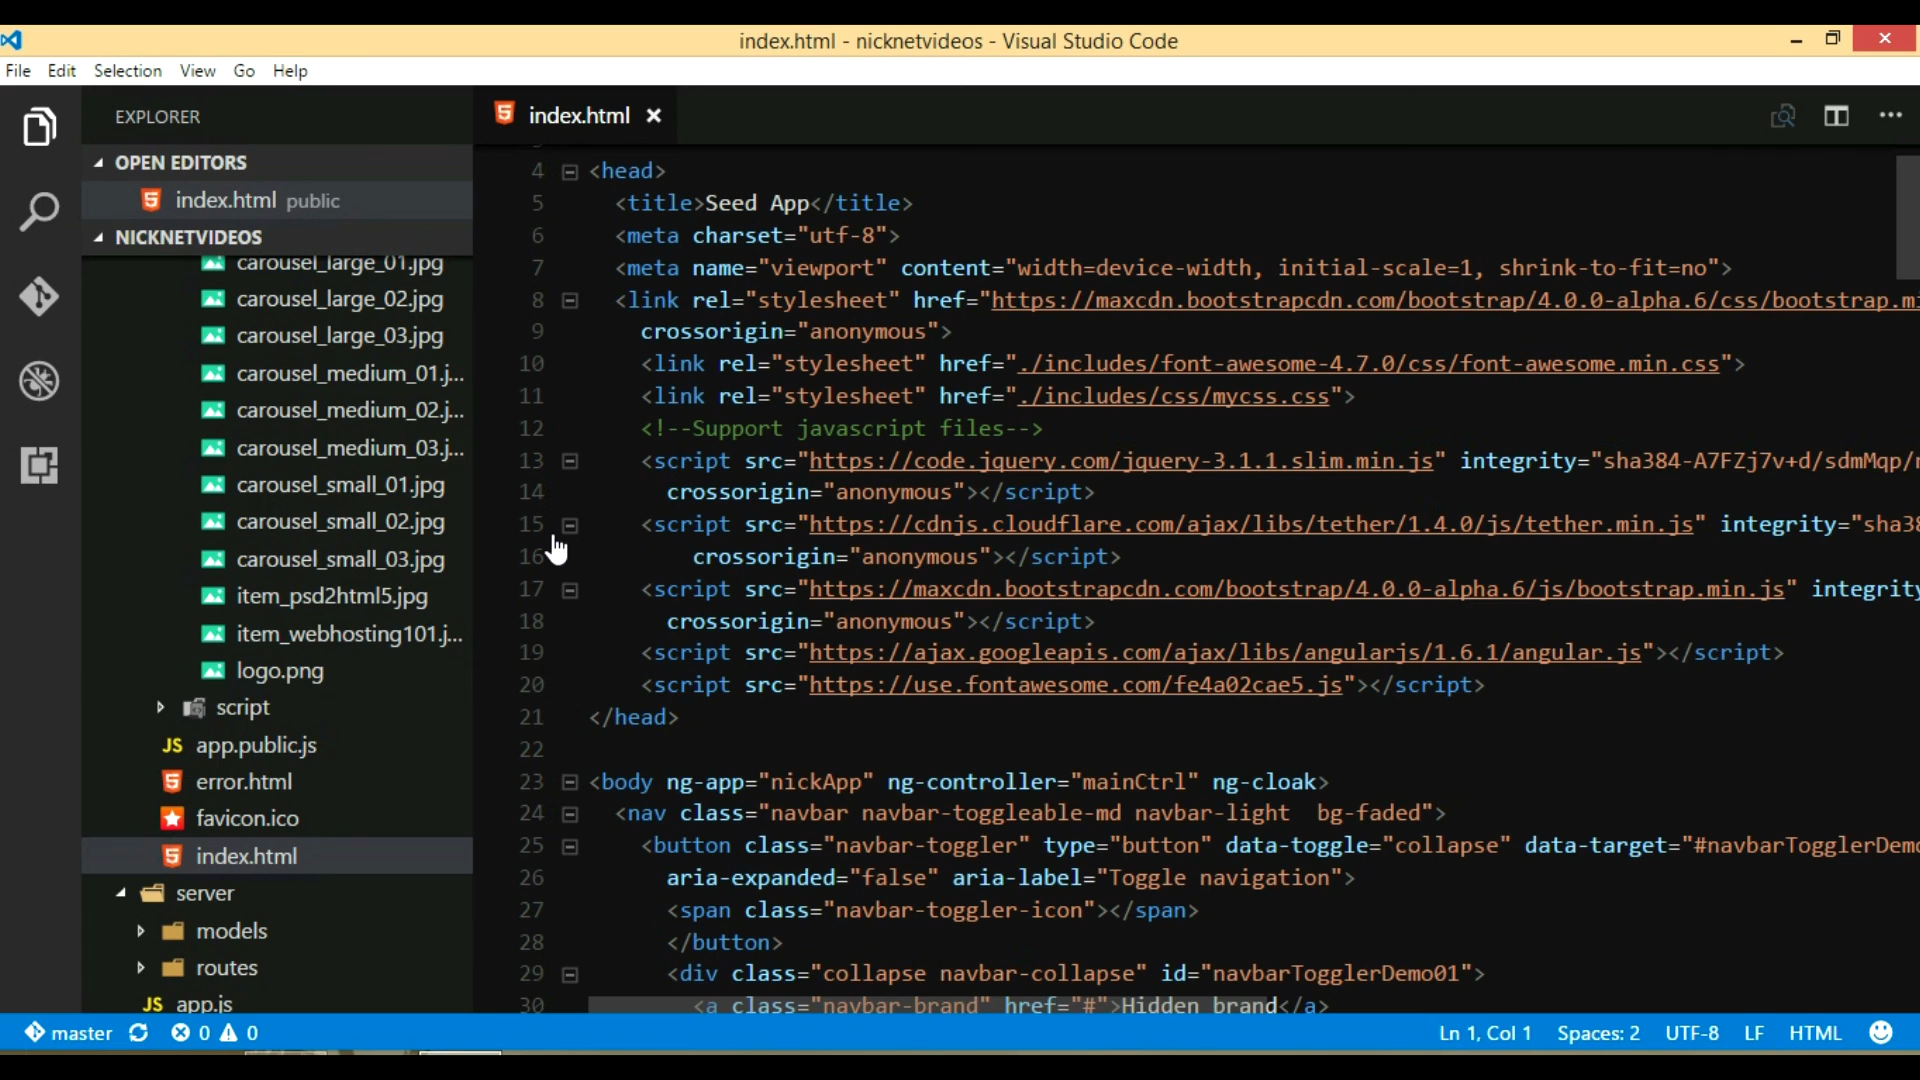 index.html - nicknetvideos - Visual Studio Code
File Edit Selection View Go Help
EXPLORER
OPEN EDITORS
index.html public
NICKNETVIDEOS
carousel_large_01.jpg
carousel_large_02.jpg
carousel_large_03.jpg
carousel_medium_01.j...
carousel_medium_02.j...
carousel_medium_03.j...
carousel_small_01.jpg
carousel_small_02.jpg
carousel_small_03.jpg
item_psd2html5.jpg
item_webhosting101.j...
logo.png
script
JS app.public.js
error.html
favicon.ico
index.html
server
models
routes
JS app.js
index.html
4 <head>
5 <title>Seed App</title>
6 <meta charset="utf-8">
7 <meta name="viewport" content="width=device-width, initial-scale=1, shrink-to-fit=no">
8 <link rel="stylesheet" href="https://maxcdn.bootstrapcdn.com/bootstrap/4.0.0-alpha.6/css/bootstrap.mi
9 crossorigin="anonymous">
10 <link rel="stylesheet" href="./includes/font-awesome-4.7.0/css/font-awesome.min.css">
11 <link rel="stylesheet" href="./includes/css/mycss.css">
12 <!--Support javascript files-->
13 <script src="https://code.jquery.com/jquery-3.1.1.slim.min.js" integrity="sha384-A7FZj7v+d/sdmMqp/
14 crossorigin="anonymous"></script>
15 <script src="https://cdnjs.cloudflare.com/ajax/libs/tether/1.4.0/js/tether.min.js" integrity="sha38
16 crossorigin="anonymous"></script>
17 <script src="https://maxcdn.bootstrapcdn.com/bootstrap/4.0.0-alpha.6/js/bootstrap.min.js" integrity
18 crossorigin="anonymous"></script>
19 <script src="https://ajax.googleapis.com/ajax/libs/angularjs/1.6.1/angular.js"></script>
20 <script src="https://use.fontawesome.com/fe4a02cae5.js"></script>
21 </head>
22
23 <body ng-app="nickApp" ng-controller="mainCtrl" ng-cloak>
24 <nav class="navbar navbar-toggleable-md navbar-light  bg-faded">
25 <button class="navbar-toggler" type="button" data-toggle="collapse" data-target="#navbarTogglerDemo
26 aria-expanded="false" aria-label="Toggle navigation">
27 <span class="navbar-toggler-icon"></span>
28 </button>
29 <div class="collapse navbar-collapse" id="navbarTogglerDemo01">
30 <a class="navbar-brand" href="#">Hidden brand</a>
master 0 0 Ln 1, Col 1 Spaces: 2 UTF-8 LF HTML